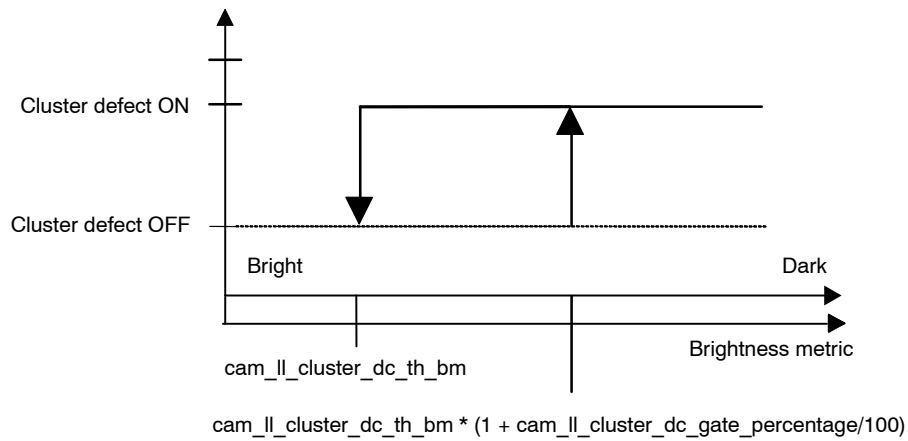 Cluster defect ON
Cluster defect OFF
Bright
Dark
Brightness metric
cam_ll_cluster_dc_th_bm
cam_ll_cluster_dc_th_bm * (1 + cam_ll_cluster_dc_gate_percentage/100)